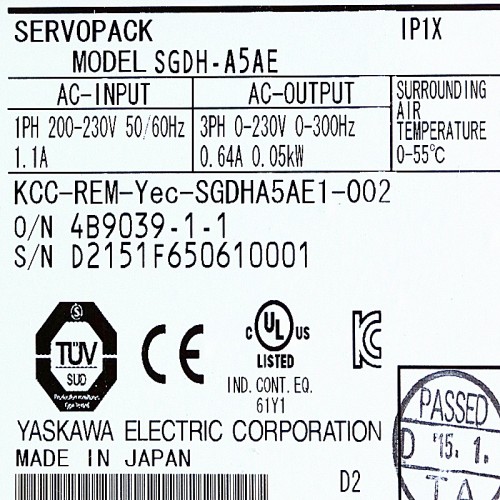 SERVOPACK IP1X
MODEL SGDH-A5AE
AC-INPUT AC-OUTPUT SURROUNDING
AIR
TEMPERATURE
0-55℃
1PH 200-230V 50/60Hz 3PH 0-230V 0-300Hz
1.1A 0.64A 0.05kW
KCC-REM-Yec-SGDHA5AE1-002
O/N 4B9039-1-1
S/N D2151F650610001
TÜV
SÜD
CE
C UL US
LISTED
IND. CONT. EQ.
61Y1
KC
PASSED
D '15. 1.
TA
YASKAWA ELECTRIC CORPORATION
MADE IN JAPAN
D2